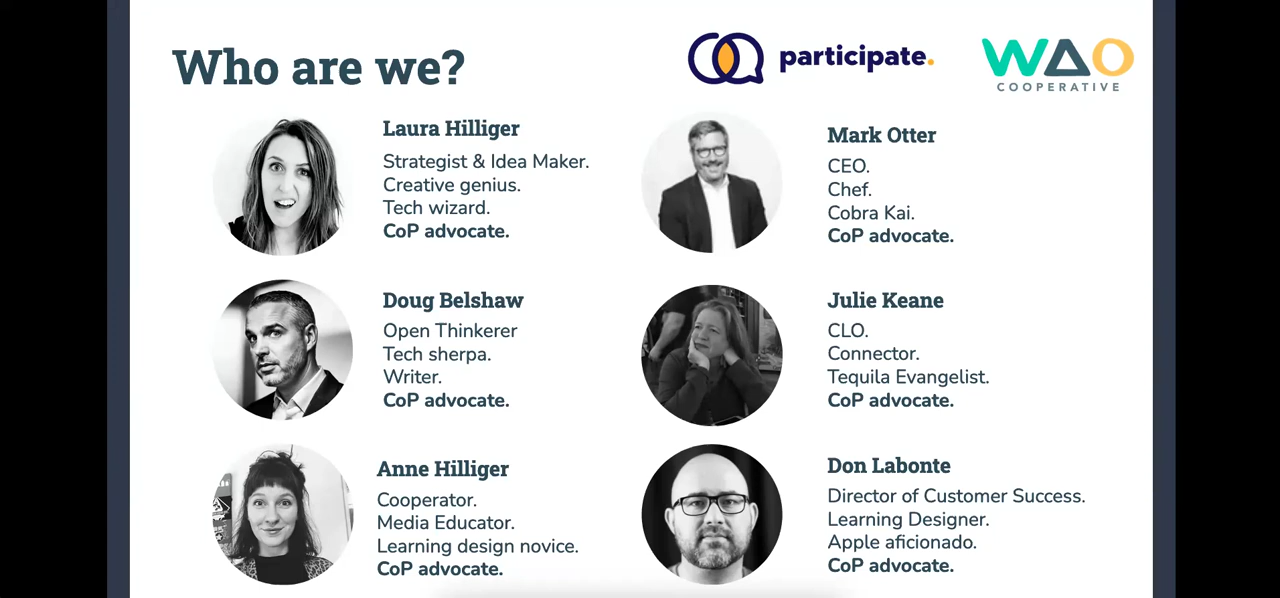 Who are we?
participate.
WAO
COOPERATIVE
Laura Hilliger
Strategist & Idea Maker.
Creative genius.
Tech wizard.
CoP advocate.
Mark Otter
CEO.
Chef.
Cobra Kai.
CoP advocate.
Doug Belshaw
Open Thinkerer
Tech sherpa.
Writer.
CoP advocate.
Julie Keane
CLO.
Connector.
Tequila Evangelist.
CoP advocate.
Anne Hilliger
Cooperator.
Media Educator.
Learning design novice.
CoP advocate.
Don Labonte
Director of Customer Success.
Learning Designer.
Apple aficionado.
CoP advocate.